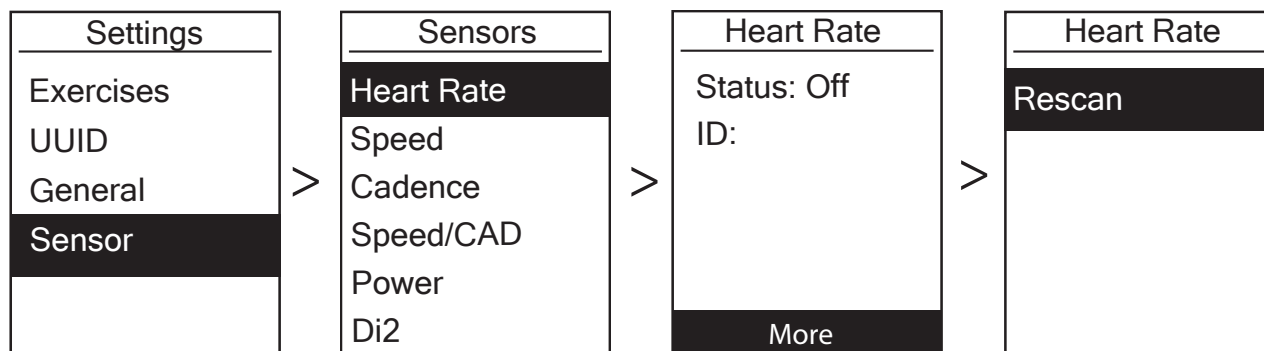 Settings
Exercises
UUID
General
Sensor
>
Sensors
Heart Rate
Speed
Cadence
Speed/CAD
Power
Di2
>
Heart Rate
Status: Off
ID:
More
>
Heart Rate
Rescan